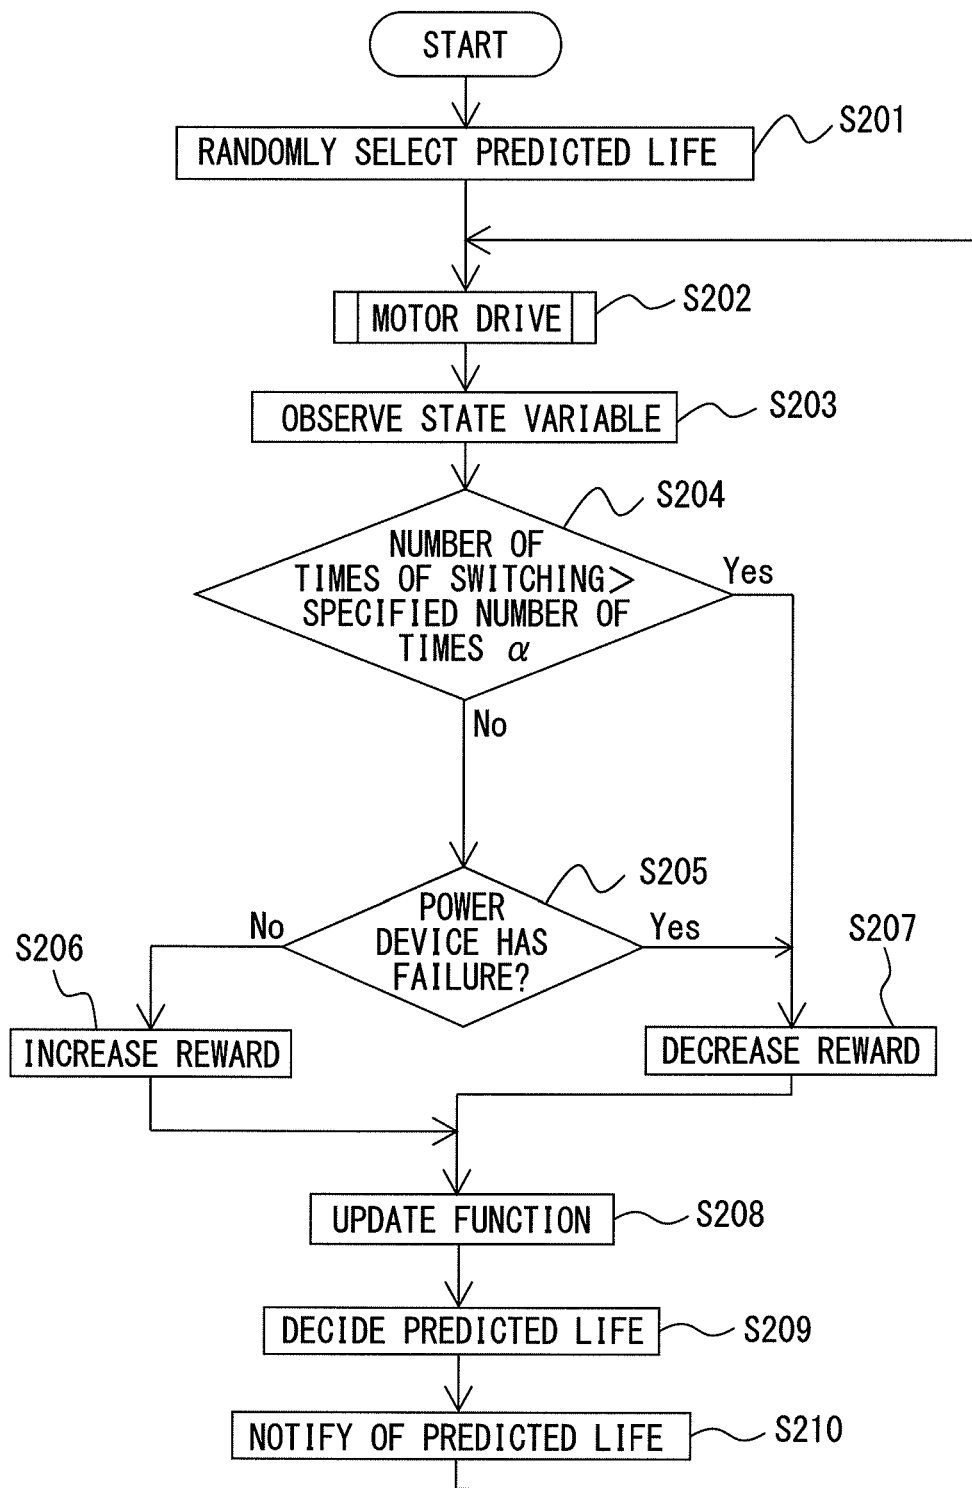 START
S201
RANDOMLY SELECT PREDICTED LIFE
S202
MOTOR DRIVE
S203
OBSERVE STATE VARIABLE
S204
NUMBER OF
TIMES OF SWITCHING>
SPECIFIED NUMBER OF
TIMES α
Yes
No
S205
POWER
DEVICE HAS
FAILURE?
No
Yes
S206
S207
INCREASE REWARD
DECREASE REWARD
UPDATE FUNCTION
S208
DECIDE PREDICTED LIFE
S209
NOTIFY OF PREDICTED LIFE
S210